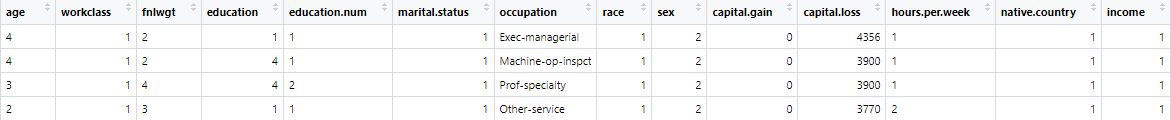 age workclass fnlwgt education education.num marital.status occupation race sex capital.gain capital.loss hours.per.week native.country income
4 1 2 1 1 1 Exec-managerial 1 2 0 4356 1 1 1
4 1 2 4 1 1 Machine-op-inspct 1 2 0 3900 1 1 1
3 1 4 4 2 1 Prof-specialty 1 2 0 3900 1 1 1
2 1 3 1 1 1 Other-service 1 2 0 3770 2 1 1